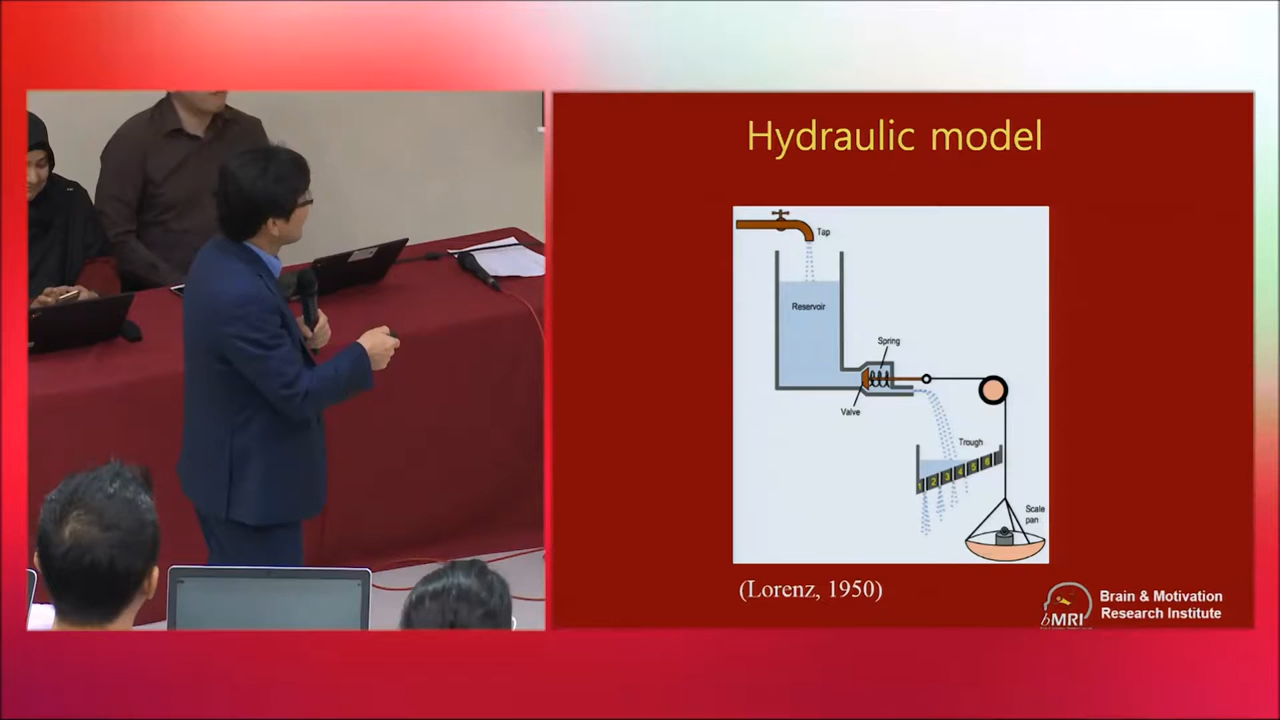 Hydraulic model
Tap
Reservoir
Spring
Valve
Trough
1 2 3 4 5 6
Scale
pan
(Lorenz, 1950)
bMRI
Brain & Motivation
Research Institute